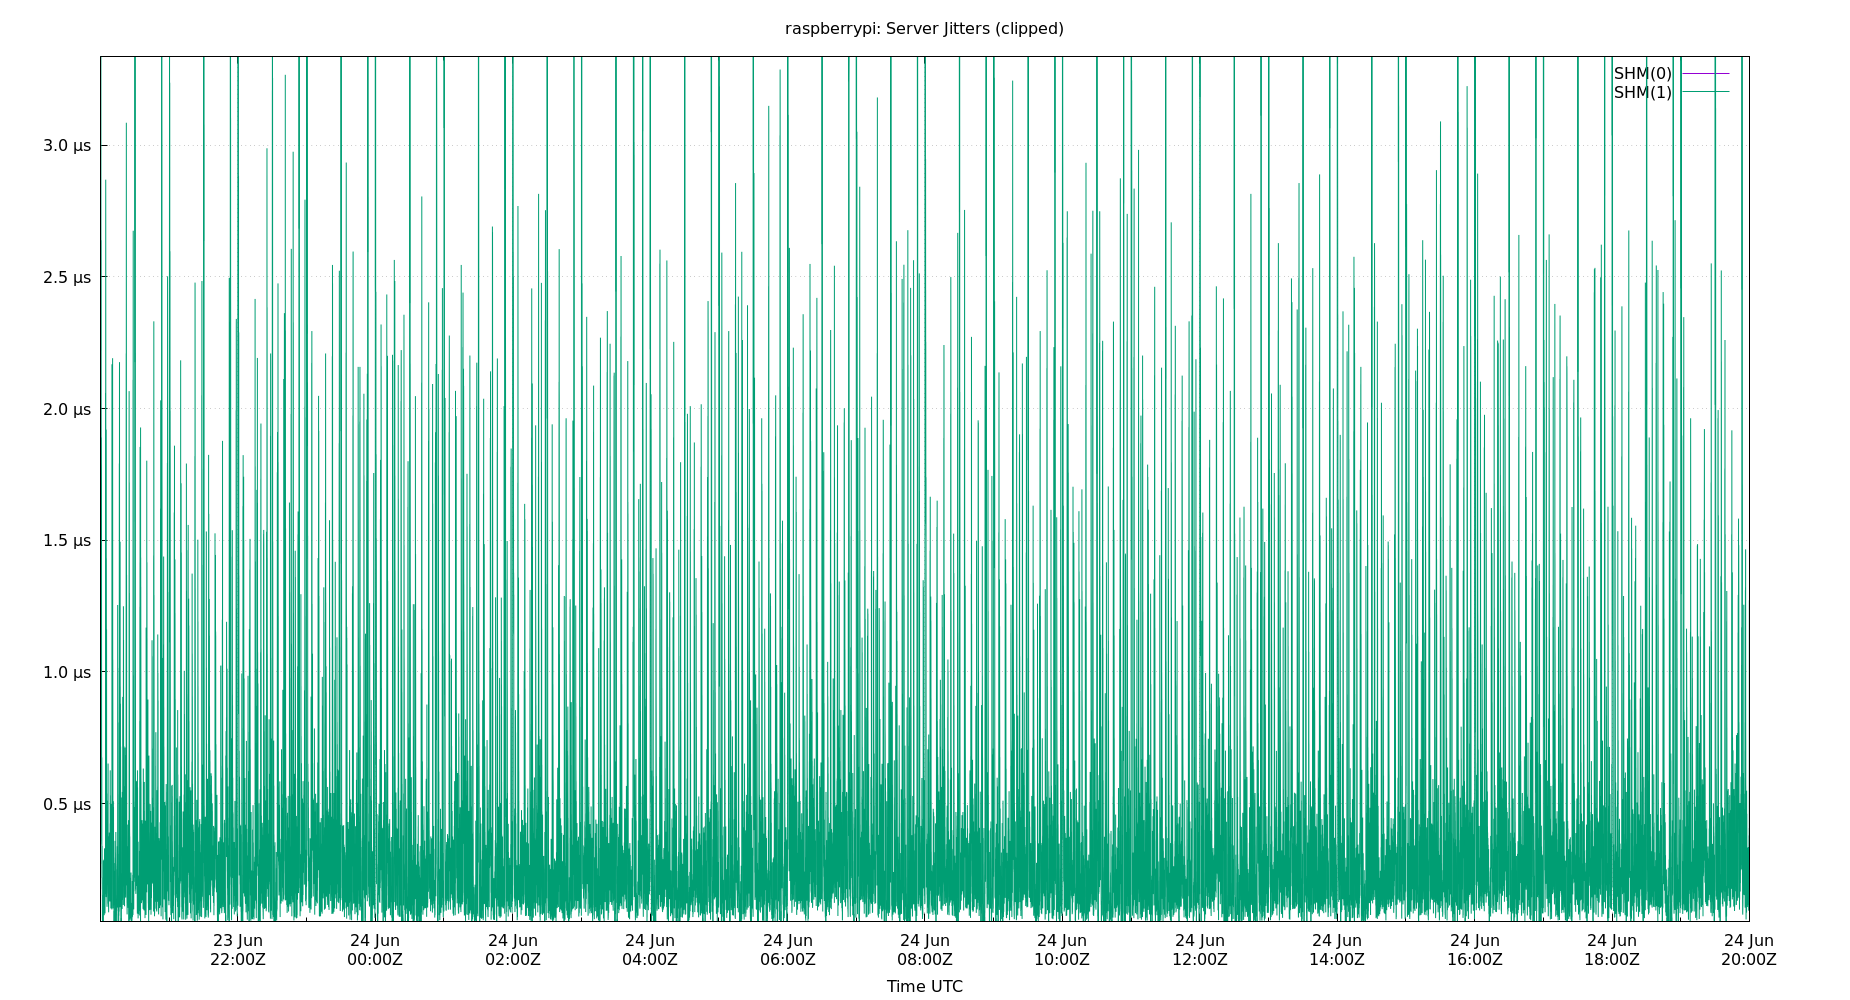 raspberrypi: Server Jitters (clipped)
SHM(0)
SHM(1)
3.0 µs
2.5 µs
2.0 µs
1.5 µs
1.0 µs
0.5 µs
23 Jun 24 Jun 24 Jun 24 Jun 24 Jun 24 Jun 24 Jun 24 Jun 24 Jun 24 Jun 24 Jun 24 Jun
22:00Z 00:00Z 02:00Z 04:00Z 06:00Z 08:00Z 10:00Z 12:00Z 14:00Z 16:00Z 18:00Z 20:00Z
Time UTC